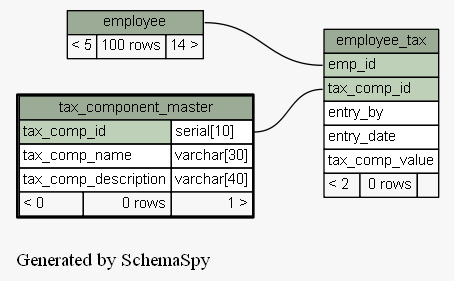 employee
< 5 100 rows 14 >
employee_tax
emp_id
tax_comp_id
entry_by
entry_date
tax_comp_value
< 2 0 rows
tax_component_master
tax_comp_id serial[10]
tax_comp_name varchar[30]
tax_comp_description varchar[40]
< 0 0 rows 1 >
Generated by SchemaSpy